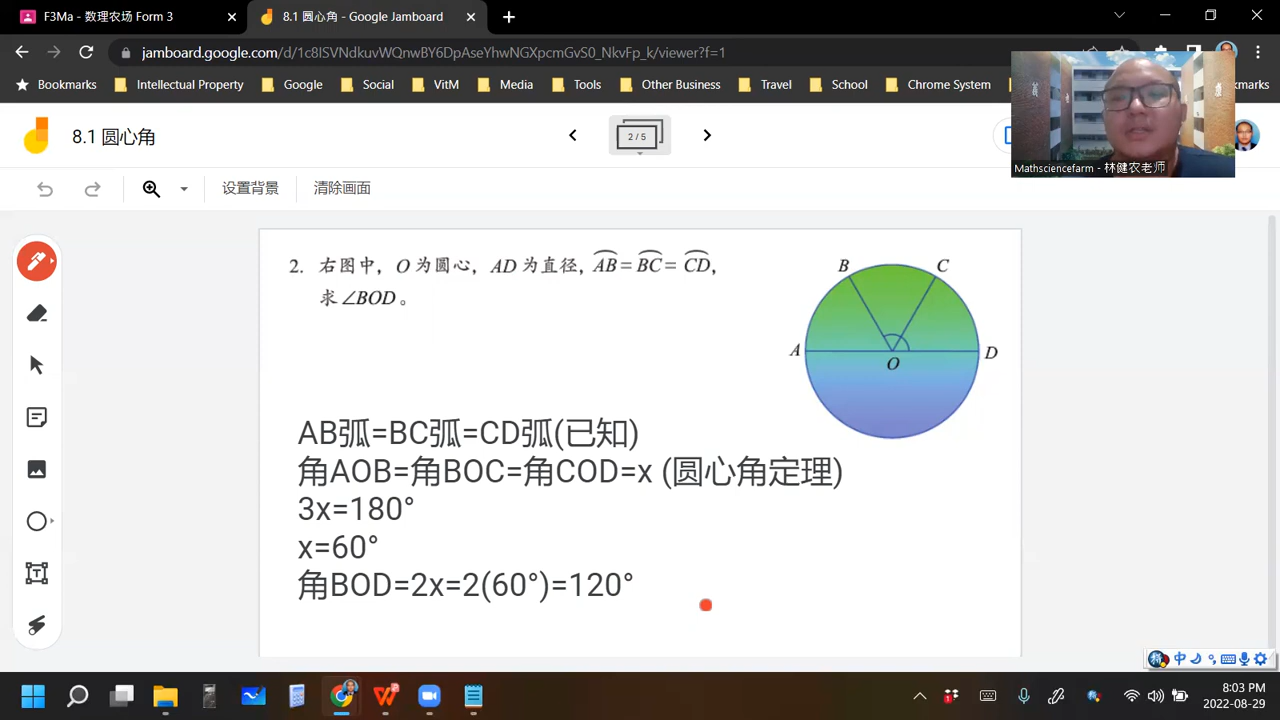 F3Ma - 数理农场 Form 3
8.1 圆心角 - Google Jamboard
jamboard.google.com/d/1c8ISVNdkuvWQnwBY6DpAseYhwNGXpcmGvS0_NkvFp_k/viewer?f=1
Bookmarks
Intellectual Property
Google
Social
VitM
Media
Tools
Other Business
Travel
School
Chrome System
kmarks
8.1 圆心角
2 / 5
Mathsciencefarm - 林健农老师
设置背景
清除画面
2. 右图中，O 为圆心，AD 为直径，AB = BC = CD，
求 ∠BOD。
B
C
A
D
O
AB弧=BC弧=CD弧(已知)
角AOB=角BOC=角COD=x (圆心角定理)
3x=180°
x=60°
角BOD=2x=2(60°)=120°
中
8:03 PM
2022-08-29